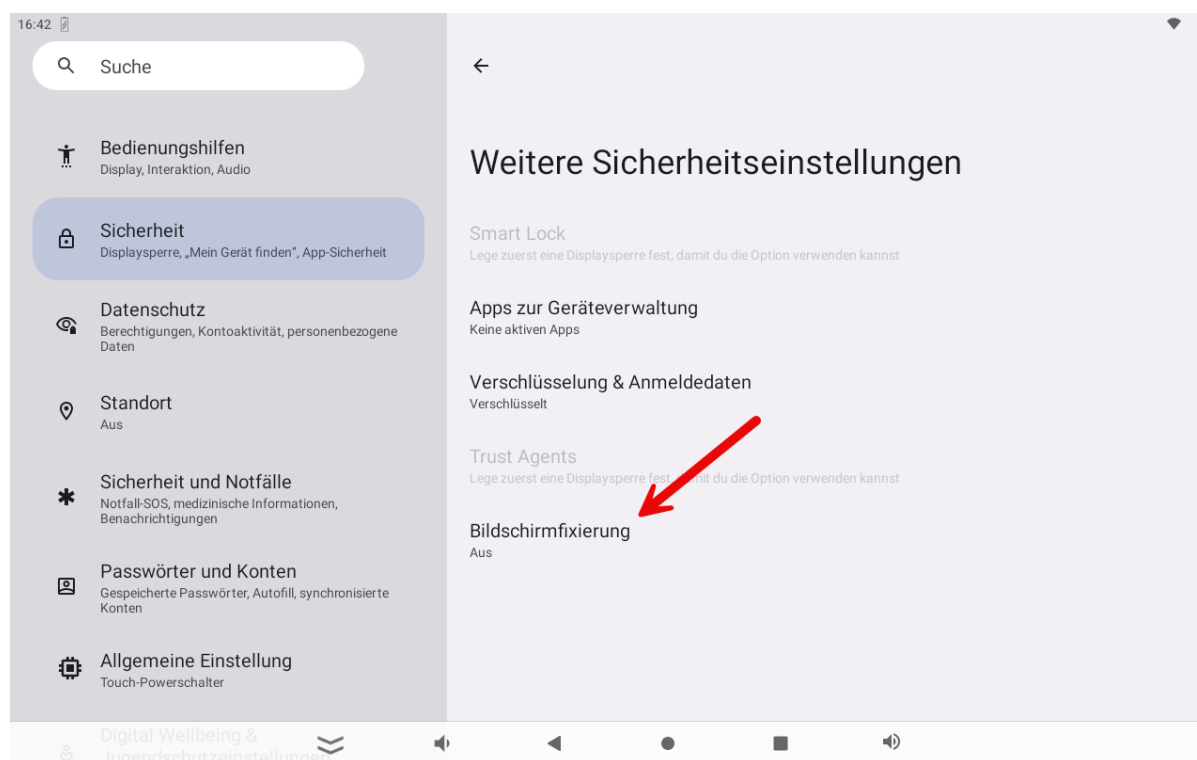 16:42
Suche
Bedienungshilfen
Display, Interaktion, Audio
Sicherheit
Displaysperre, „Mein Gerät finden“, App-Sicherheit
Datenschutz
Berechtigungen, Kontoaktivität, personenbezogene
Daten
Standort
Aus
Sicherheit und Notfälle
Notfall-SOS, medizinische Informationen,
Benachrichtigungen
Passwörter und Konten
Gespeicherte Passwörter, Autofill, synchronisierte
Konten
Allgemeine Einstellung
Touch-Powerschalter
Digital Wellbeing &
Jugendschutzeinstellungen
Weitere Sicherheitseinstellungen
Smart Lock
Lege zuerst eine Displaysperre fest, damit du die Option verwenden kannst
Apps zur Geräteverwaltung
Keine aktiven Apps
Verschlüsselung & Anmeldedaten
Verschlüsselt
Trust Agents
Lege zuerst eine Displaysperre fest, damit du die Option verwenden kannst
Bildschirmfixierung
Aus